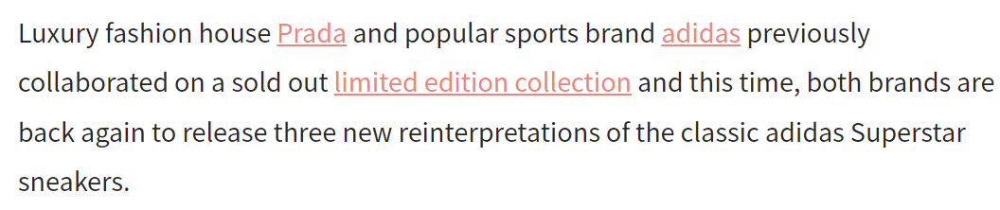 Luxury fashion house Prada and popular sports brand adidas previously
collaborated on a sold out limited edition collection and this time, both brands are
back again to release three new reinterpretations of the classic adidas Superstar
sneakers.